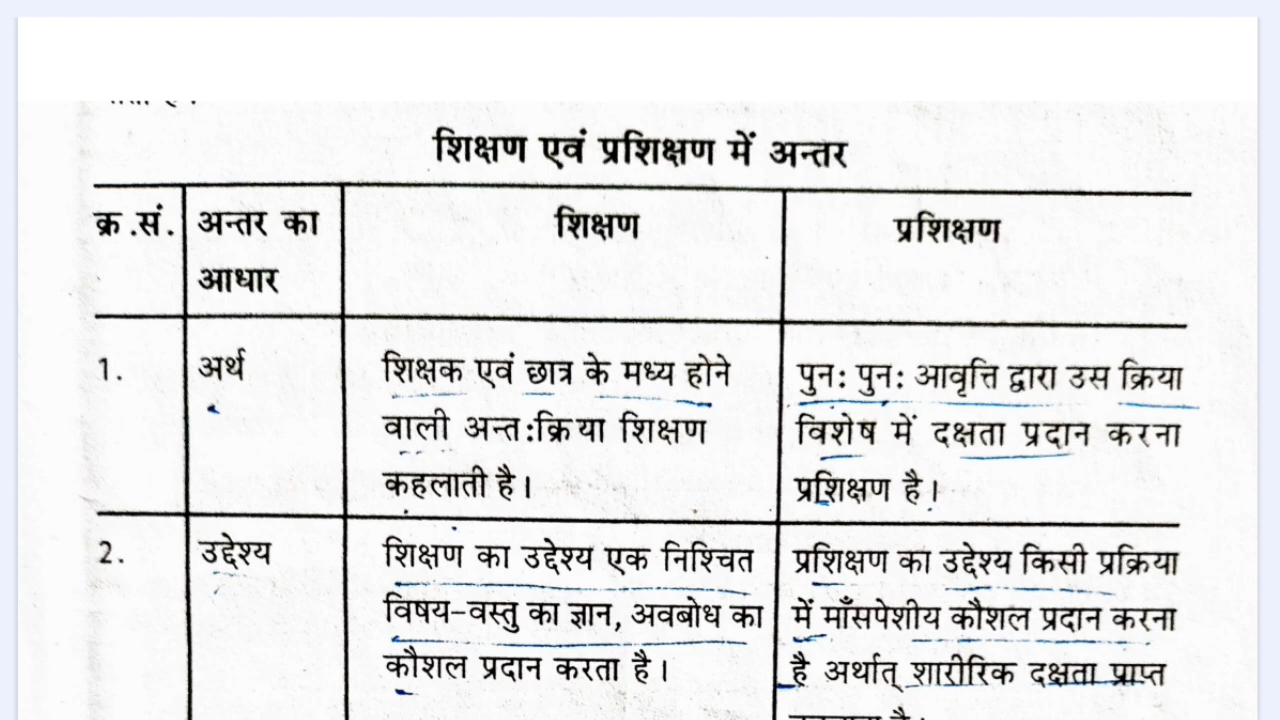 शिक्षण एवं प्रशिक्षण में अन्तर
क्र.सं. अन्तर का शिक्षण प्रशिक्षण
आधार
1. अर्थ शिक्षक एवं छात्र के मध्य होने पुन: पुन: आवृत्ति द्वारा उस क्रिया
वाली अन्त:क्रिया शिक्षण विशेष में दक्षता प्रदान करना
कहलाती है। प्रशिक्षण है।
2. उद्देश्य शिक्षण का उद्देश्य एक निश्चित प्रशिक्षण का उद्देश्य किसी प्रक्रिया
विषय-वस्तु का ज्ञान, अवबोध का में माँसपेशीय कौशल प्रदान करना
कौशल प्रदान करता है। है अर्थात् शारीरिक दक्षता प्राप्त